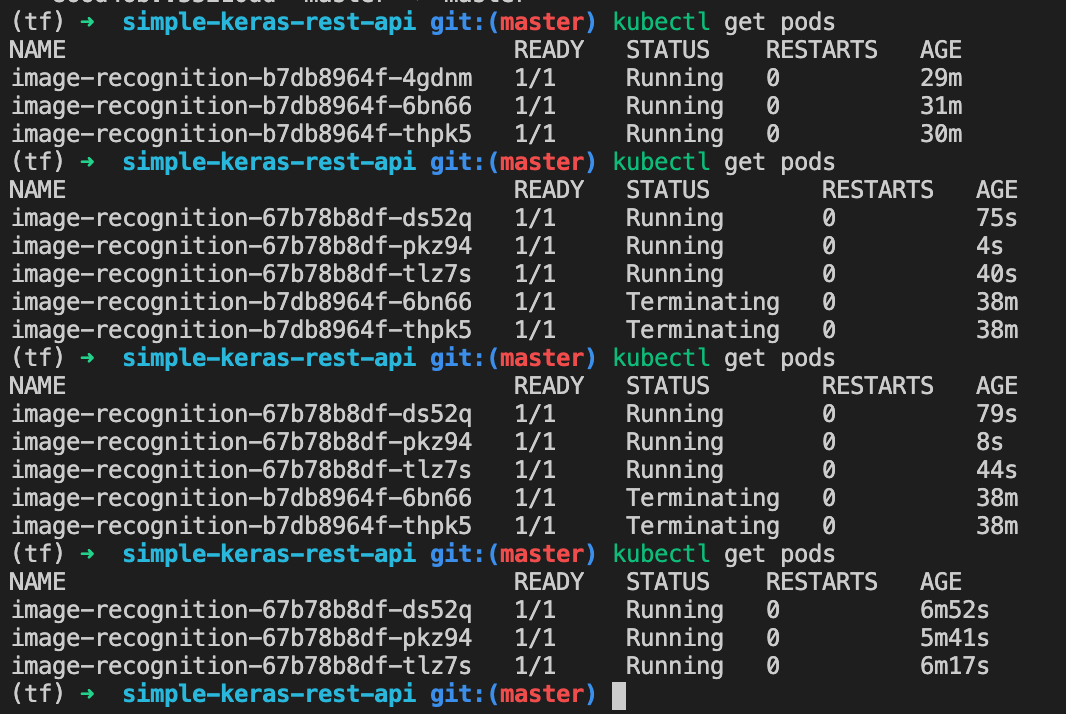 (tf) ➜  simple-keras-rest-api git:(master) kubectl get pods
NAME                                READY   STATUS    RESTARTS   AGE
image-recognition-b7db8964f-4gdnm   1/1     Running   0          29m
image-recognition-b7db8964f-6bn66   1/1     Running   0          31m
image-recognition-b7db8964f-thpk5   1/1     Running   0          30m
(tf) ➜  simple-keras-rest-api git:(master) kubectl get pods
NAME                                READY   STATUS        RESTARTS   AGE
image-recognition-67b78b8df-ds52q   1/1     Running       0          75s
image-recognition-67b78b8df-pkz94   1/1     Running       0          4s
image-recognition-67b78b8df-tlz7s   1/1     Running       0          40s
image-recognition-b7db8964f-6bn66   1/1     Terminating   0          38m
image-recognition-b7db8964f-thpk5   1/1     Terminating   0          38m
(tf) ➜  simple-keras-rest-api git:(master) kubectl get pods
NAME                                READY   STATUS        RESTARTS   AGE
image-recognition-67b78b8df-ds52q   1/1     Running       0          79s
image-recognition-67b78b8df-pkz94   1/1     Running       0          8s
image-recognition-67b78b8df-tlz7s   1/1     Running       0          44s
image-recognition-b7db8964f-6bn66   1/1     Terminating   0          38m
image-recognition-b7db8964f-thpk5   1/1     Terminating   0          38m
(tf) ➜  simple-keras-rest-api git:(master) kubectl get pods
NAME                                READY   STATUS    RESTARTS   AGE
image-recognition-67b78b8df-ds52q   1/1     Running   0          6m52s
image-recognition-67b78b8df-pkz94   1/1     Running   0          5m41s
image-recognition-67b78b8df-tlz7s   1/1     Running   0          6m17s
(tf) ➜  simple-keras-rest-api git:(master)